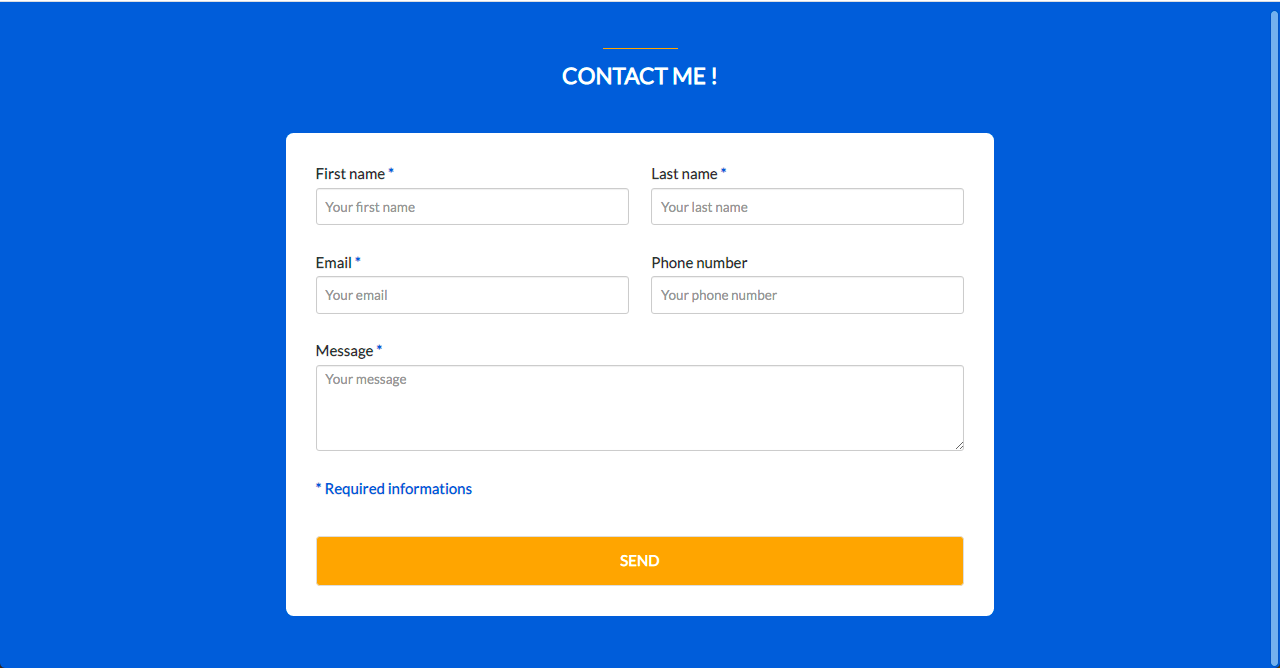 CONTACT ME !
First name * Last name *
Your first name Your last name
Email * Phone number
Your email Your phone number
Message *
Your message
* Required informations
SEND